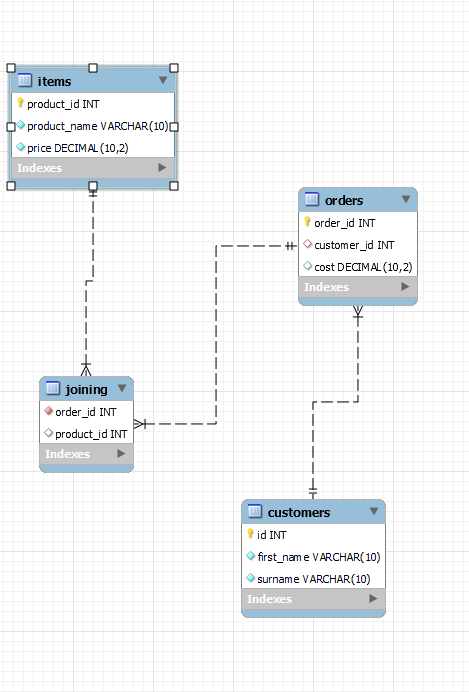 items
product_id INT
product_name VARCHAR(10)
price DECIMAL(10,2)
Indexes
orders
order_id INT
customer_id INT
cost DECIMAL(10,2)
Indexes
joining
order_id INT
product_id INT
Indexes
customers
id INT
first_name VARCHAR(10)
surname VARCHAR(10)
Indexes